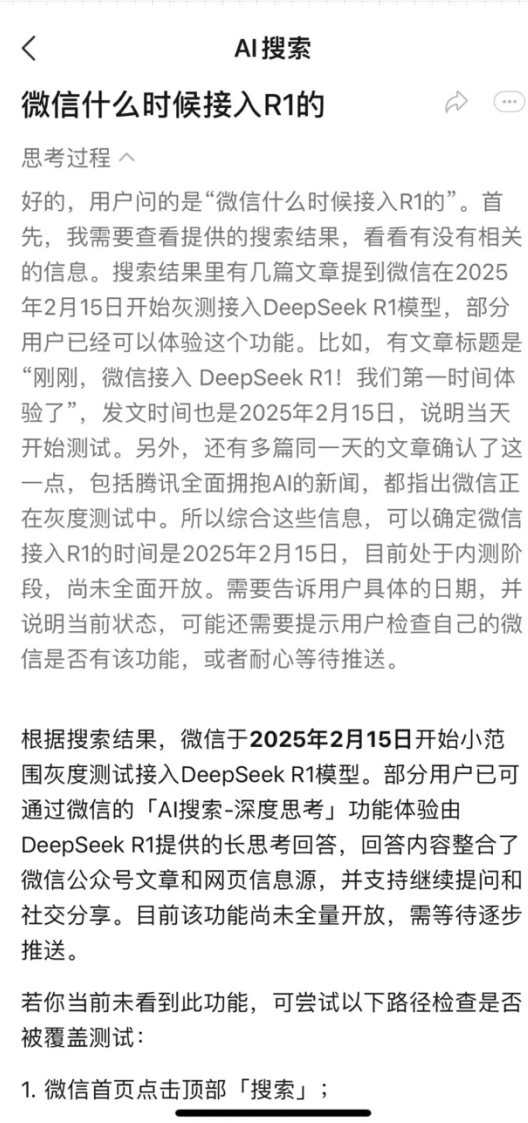 AI搜索
微信什么时候接入R1的
思考过程
好的，用户问的是“微信什么时候接入R1的”。首
先，我需要查看提供的搜索结果，看看有没有相关
的信息。搜索结果里有几篇文章提到微信在2025
年2月15日开始灰测接入DeepSeek R1模型，部分
用户已经可以体验这个功能。比如，有文章标题是
“刚刚，微信接入 DeepSeek R1！我们第一时间体
验了”，发文时间也是2025年2月15日，说明当天
开始测试。另外，还有多篇同一天的文章确认了这
一点，包括腾讯全面拥抱AI的新闻，都指出微信正
在灰度测试中。所以综合这些信息，可以确定微信
接入R1的时间是2025年2月15日，目前处于内测阶
段，尚未全面开放。需要告诉用户具体的日期，并
说明当前状态，可能还需要提示用户检查自己的微
信是否有该功能，或者耐心等待推送。
根据搜索结果，微信于2025年2月15日开始小范
围灰度测试接入DeepSeek R1模型。部分用户已可
通过微信的「AI搜索-深度思考」功能体验由
DeepSeek R1提供的长思考回答，回答内容整合了
微信公众号文章和网页信息源，并支持继续提问和
社交分享。目前该功能尚未全量开放，需等待逐步
推送。
若你当前未看到此功能，可尝试以下路径检查是否
被覆盖测试：
1. 微信首页点击顶部「搜索」；